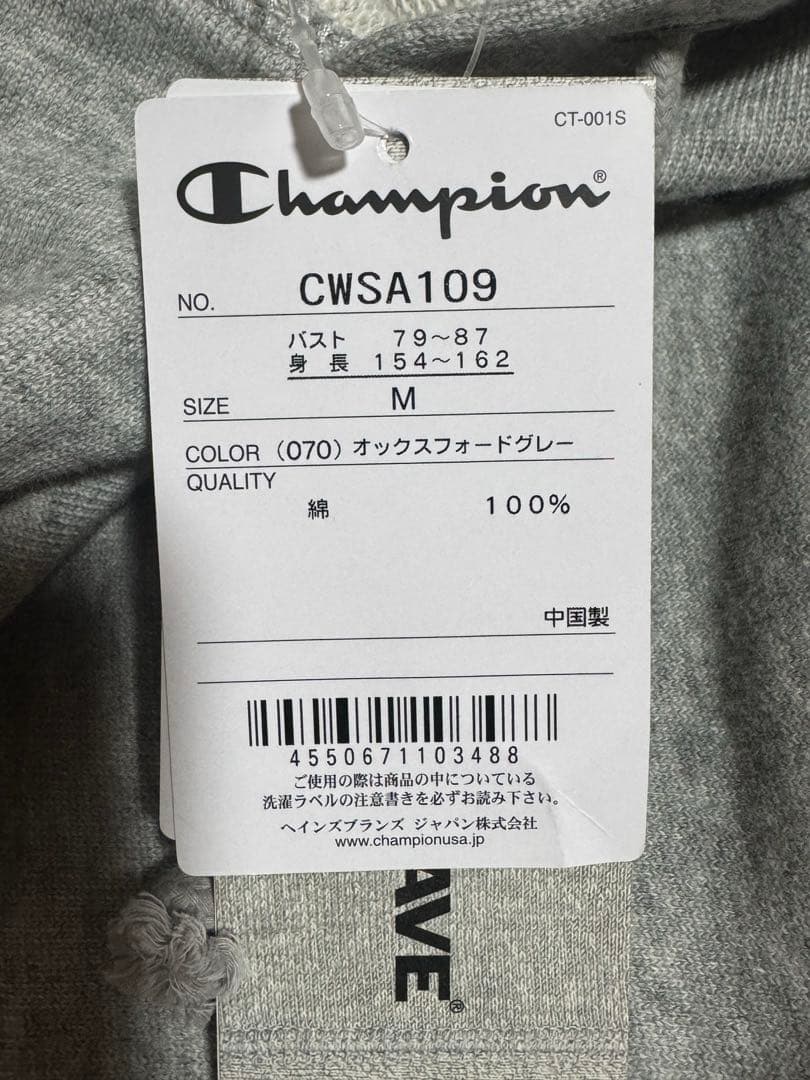 CT-001S
Champion®
NO. CWSA109
バスト 79～87
身長 154～162
SIZE M
COLOR (070) オックスフォードグレー
QUALITY
綿 100%
中国製
4550671103488
ご使用の際は商品の中についている
洗濯ラベルの注意書きを必ずお読み下さい。
ヘインズブランズ ジャパン株式会社
www.championusa.jp
AVE®